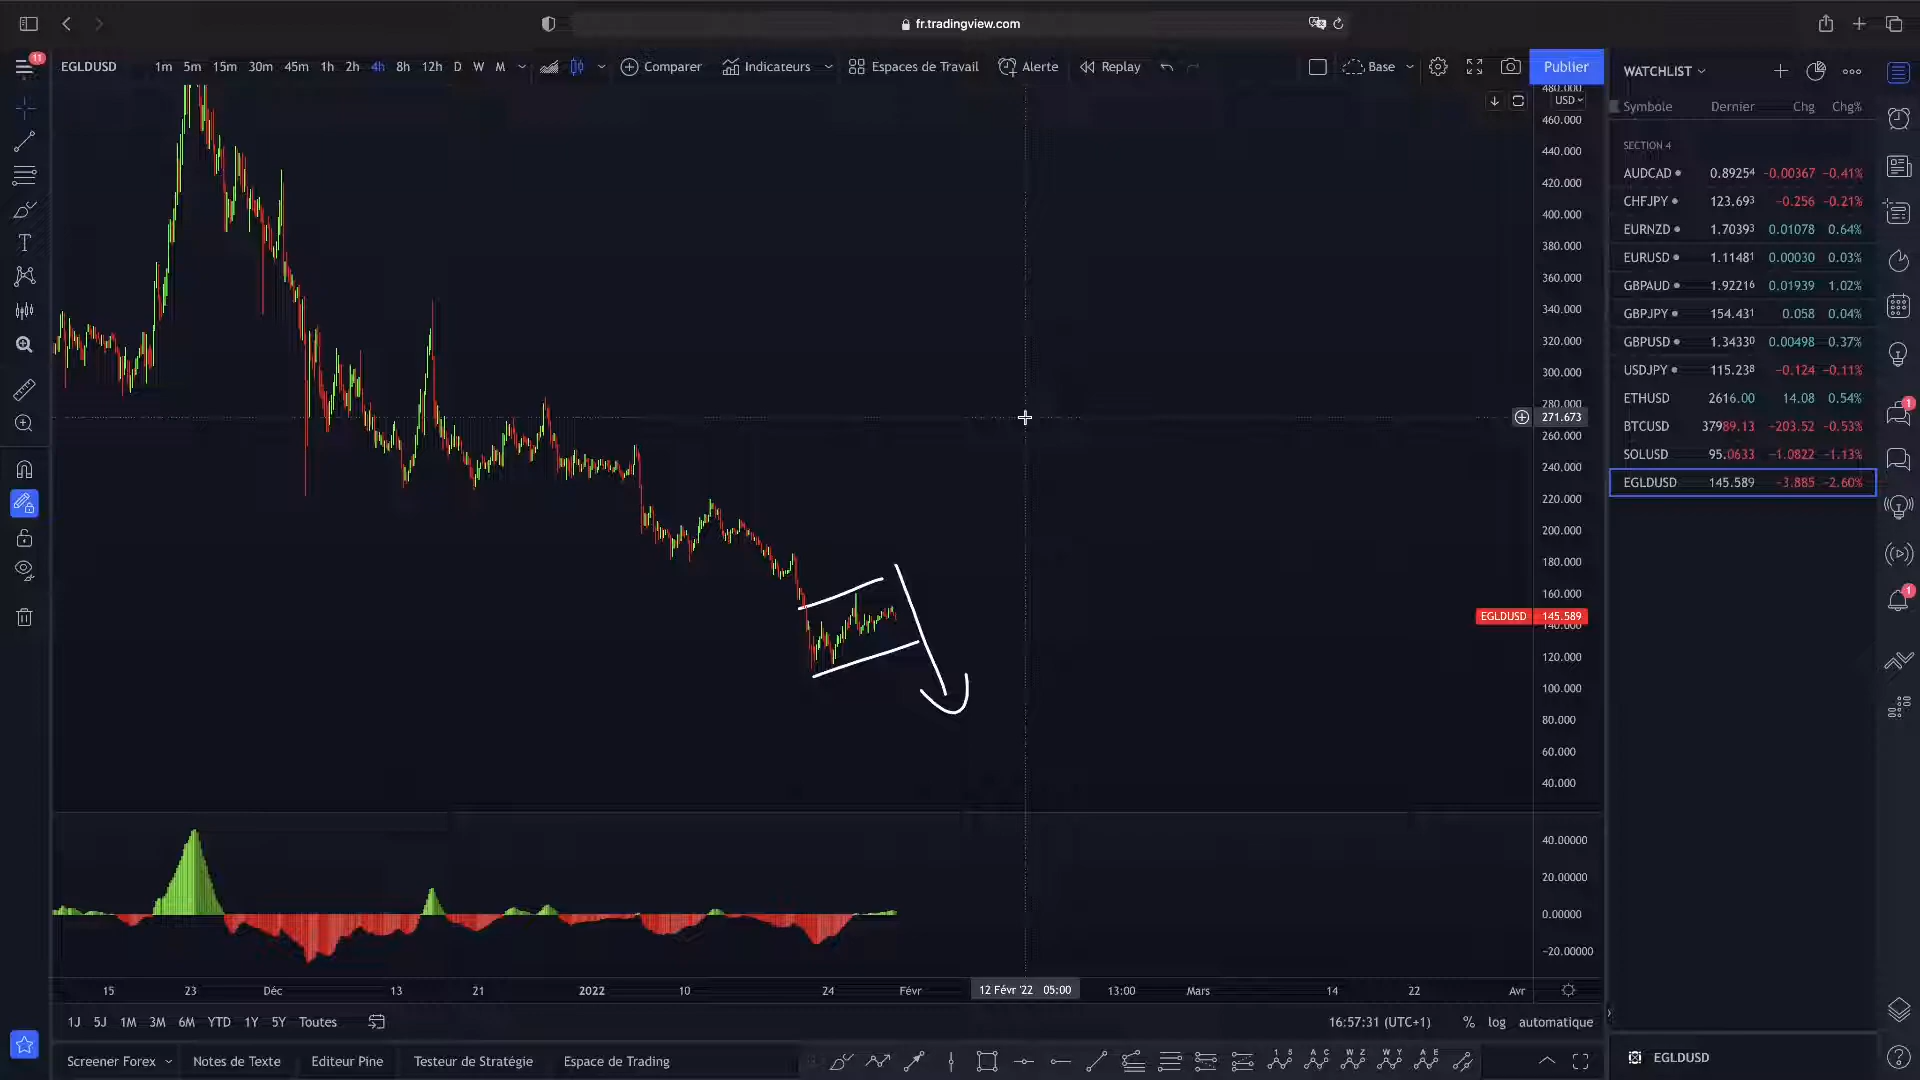 fr.tradingview.com
11
EGLDUSD 1m 5m 15m 30m 45m 1h 2h 4h 8h 12h D W M Comparer Indicateurs Espaces de Travail Alerte Replay Base Publier
WATCHLIST
Symbole Dernier Chg Chg%
SECTION 4
AUDCAD 0.89254 −0.00367 −0.41%
CHFJPY 123.693 −0.256 −0.21%
EURNZD 1.70393 0.01078 0.64%
EURUSD 1.11481 0.00030 0.03%
GBPAUD 1.92216 0.01939 1.02%
GBPJPY 154.431 0.058 0.04%
GBPUSD 1.34330 0.00498 0.37%
USDJPY 115.238 −0.124 −0.11%
ETHUSD 2616.00 14.08 0.54%
BTCUSD 37989.13 −203.52 −0.53%
SOLUSD 95.0633 −1.0822 −1.13%
EGLDUSD 145.589 −3.885 −2.60%
1
1
480.000
USD
460.000
440.000
420.000
400.000
380.000
360.000
340.000
320.000
300.000
280.000
271.673
260.000
240.000
220.000
200.000
180.000
160.000
EGLDUSD 145.589
140.000
120.000
100.000
80.000
60.000
40.000
40.00000
20.00000
0.00000
−20.00000
15 23 Déc 13 21 2022 10 24 Févr 12 Févr '22 05:00 13:00 Mars 14 22 Avr
1J 5J 1M 3M 6M YTD 1Y 5Y Toutes 16:57:31 (UTC+1) % log automatique
Screener Forex Notes de Texte Editeur Pine Testeur de Stratégie Espace de Trading
EGLDUSD